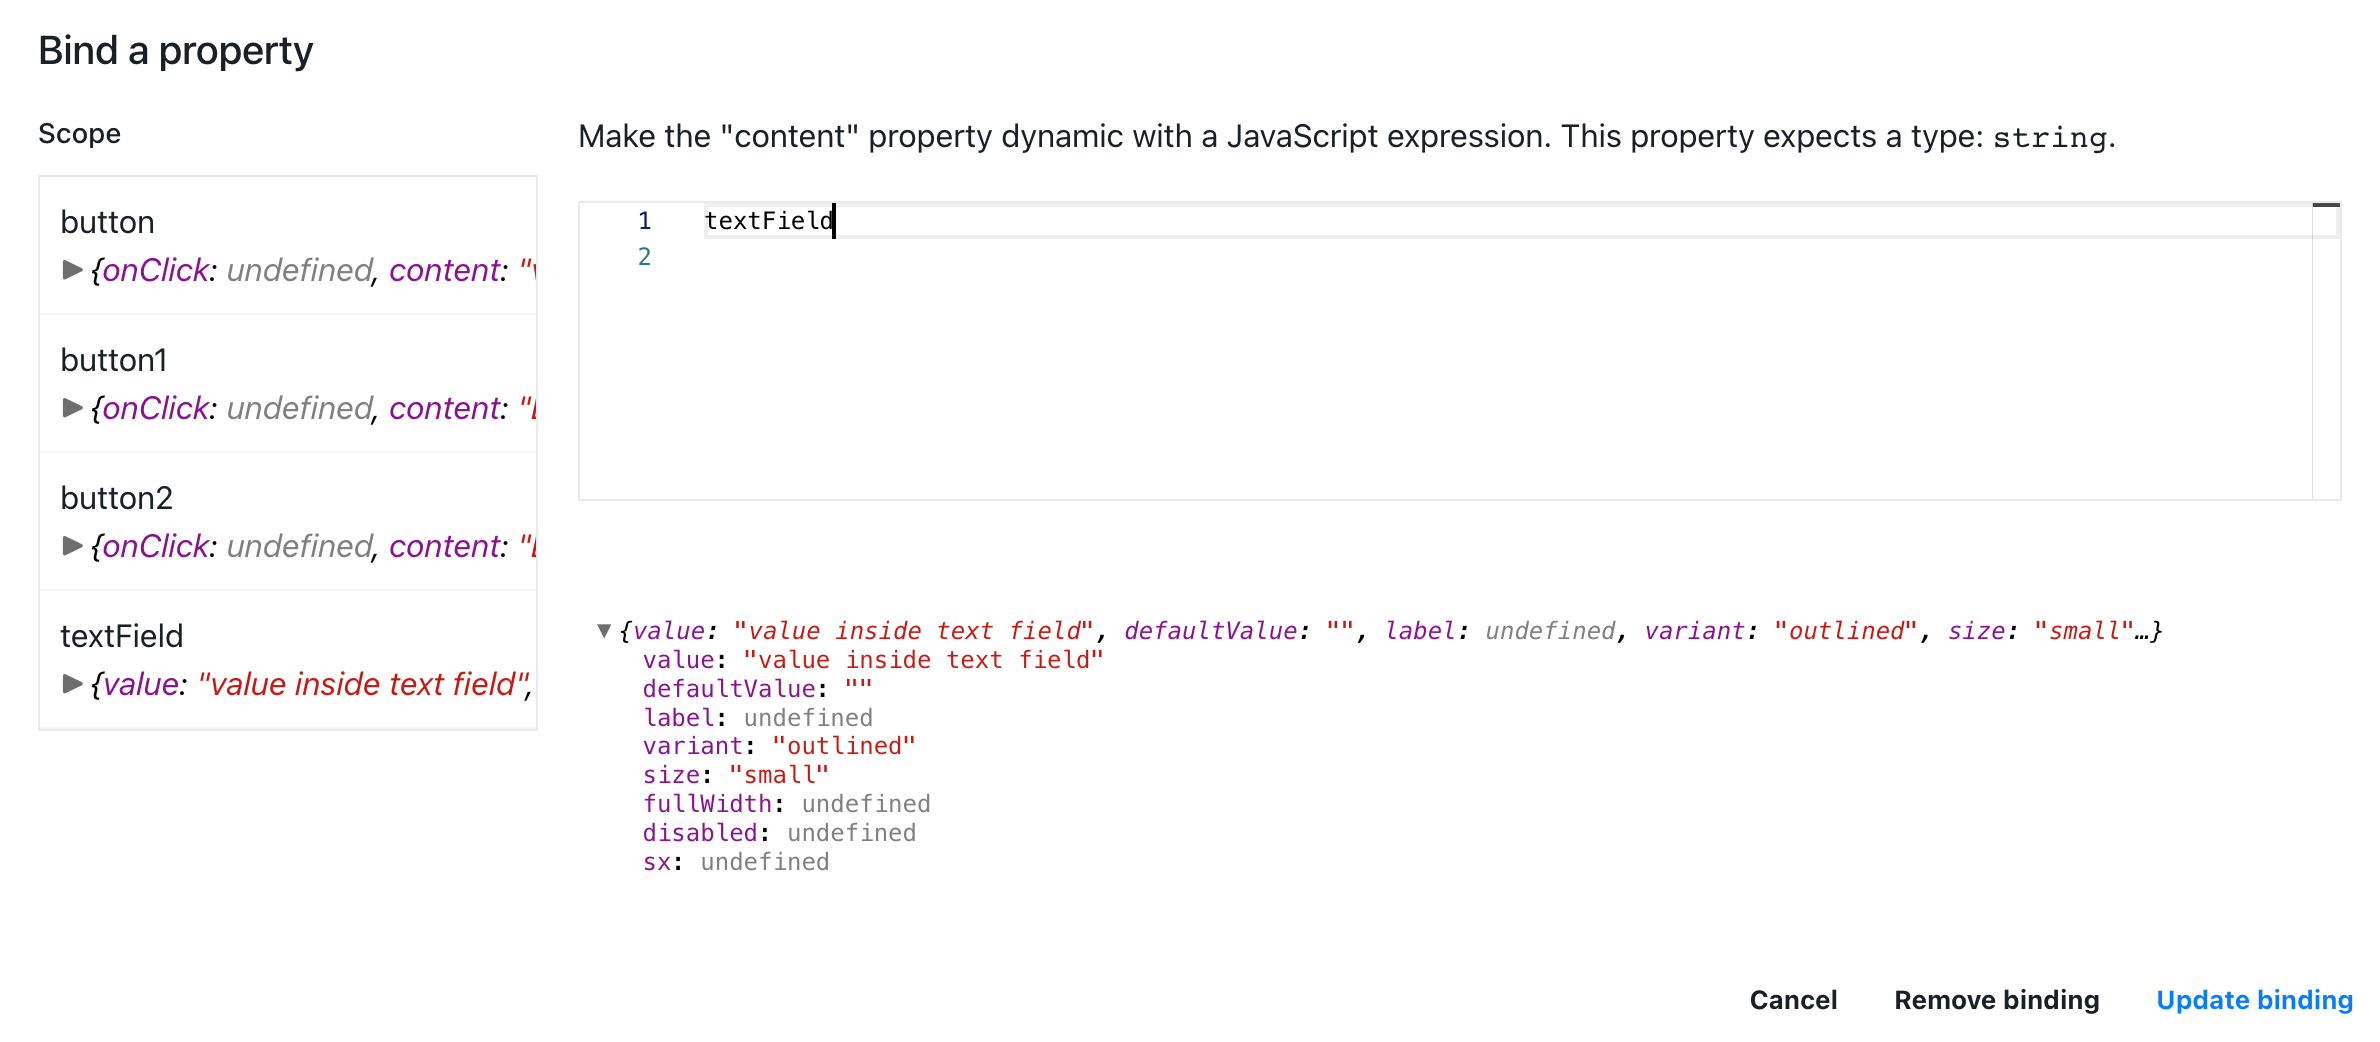 Bind a property
Scope
button
▶ {onClick: undefined, content: "
button1
▶ {onClick: undefined, content: "
button2
▶ {onClick: undefined, content: "
textField
▶ {value: "value inside text field",
Make the "content" property dynamic with a JavaScript expression. This property expects a type: string.
1 textField
2
▼ {value: "value inside text field", defaultValue: "", label: undefined, variant: "outlined", size: "small"…}
value: "value inside text field"
defaultValue: ""
label: undefined
variant: "outlined"
size: "small"
fullWidth: undefined
disabled: undefined
sx: undefined
Cancel Remove binding Update binding